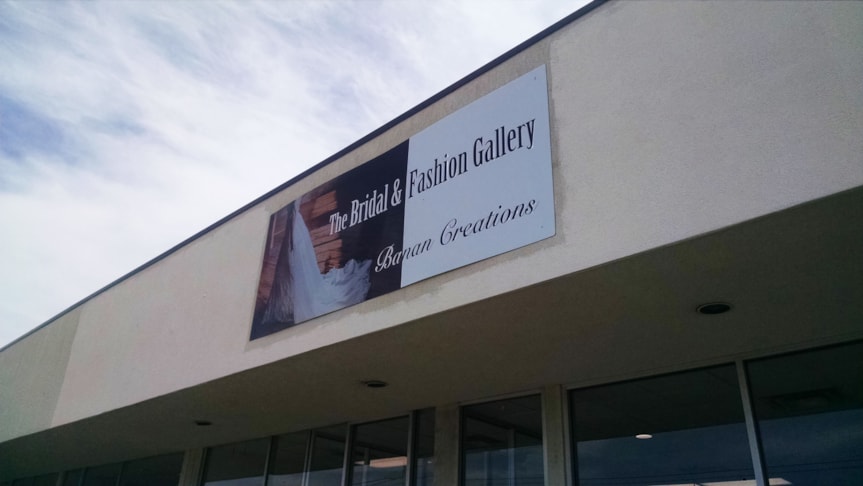 The Bridal & Fashion Gallery
Banan Creations